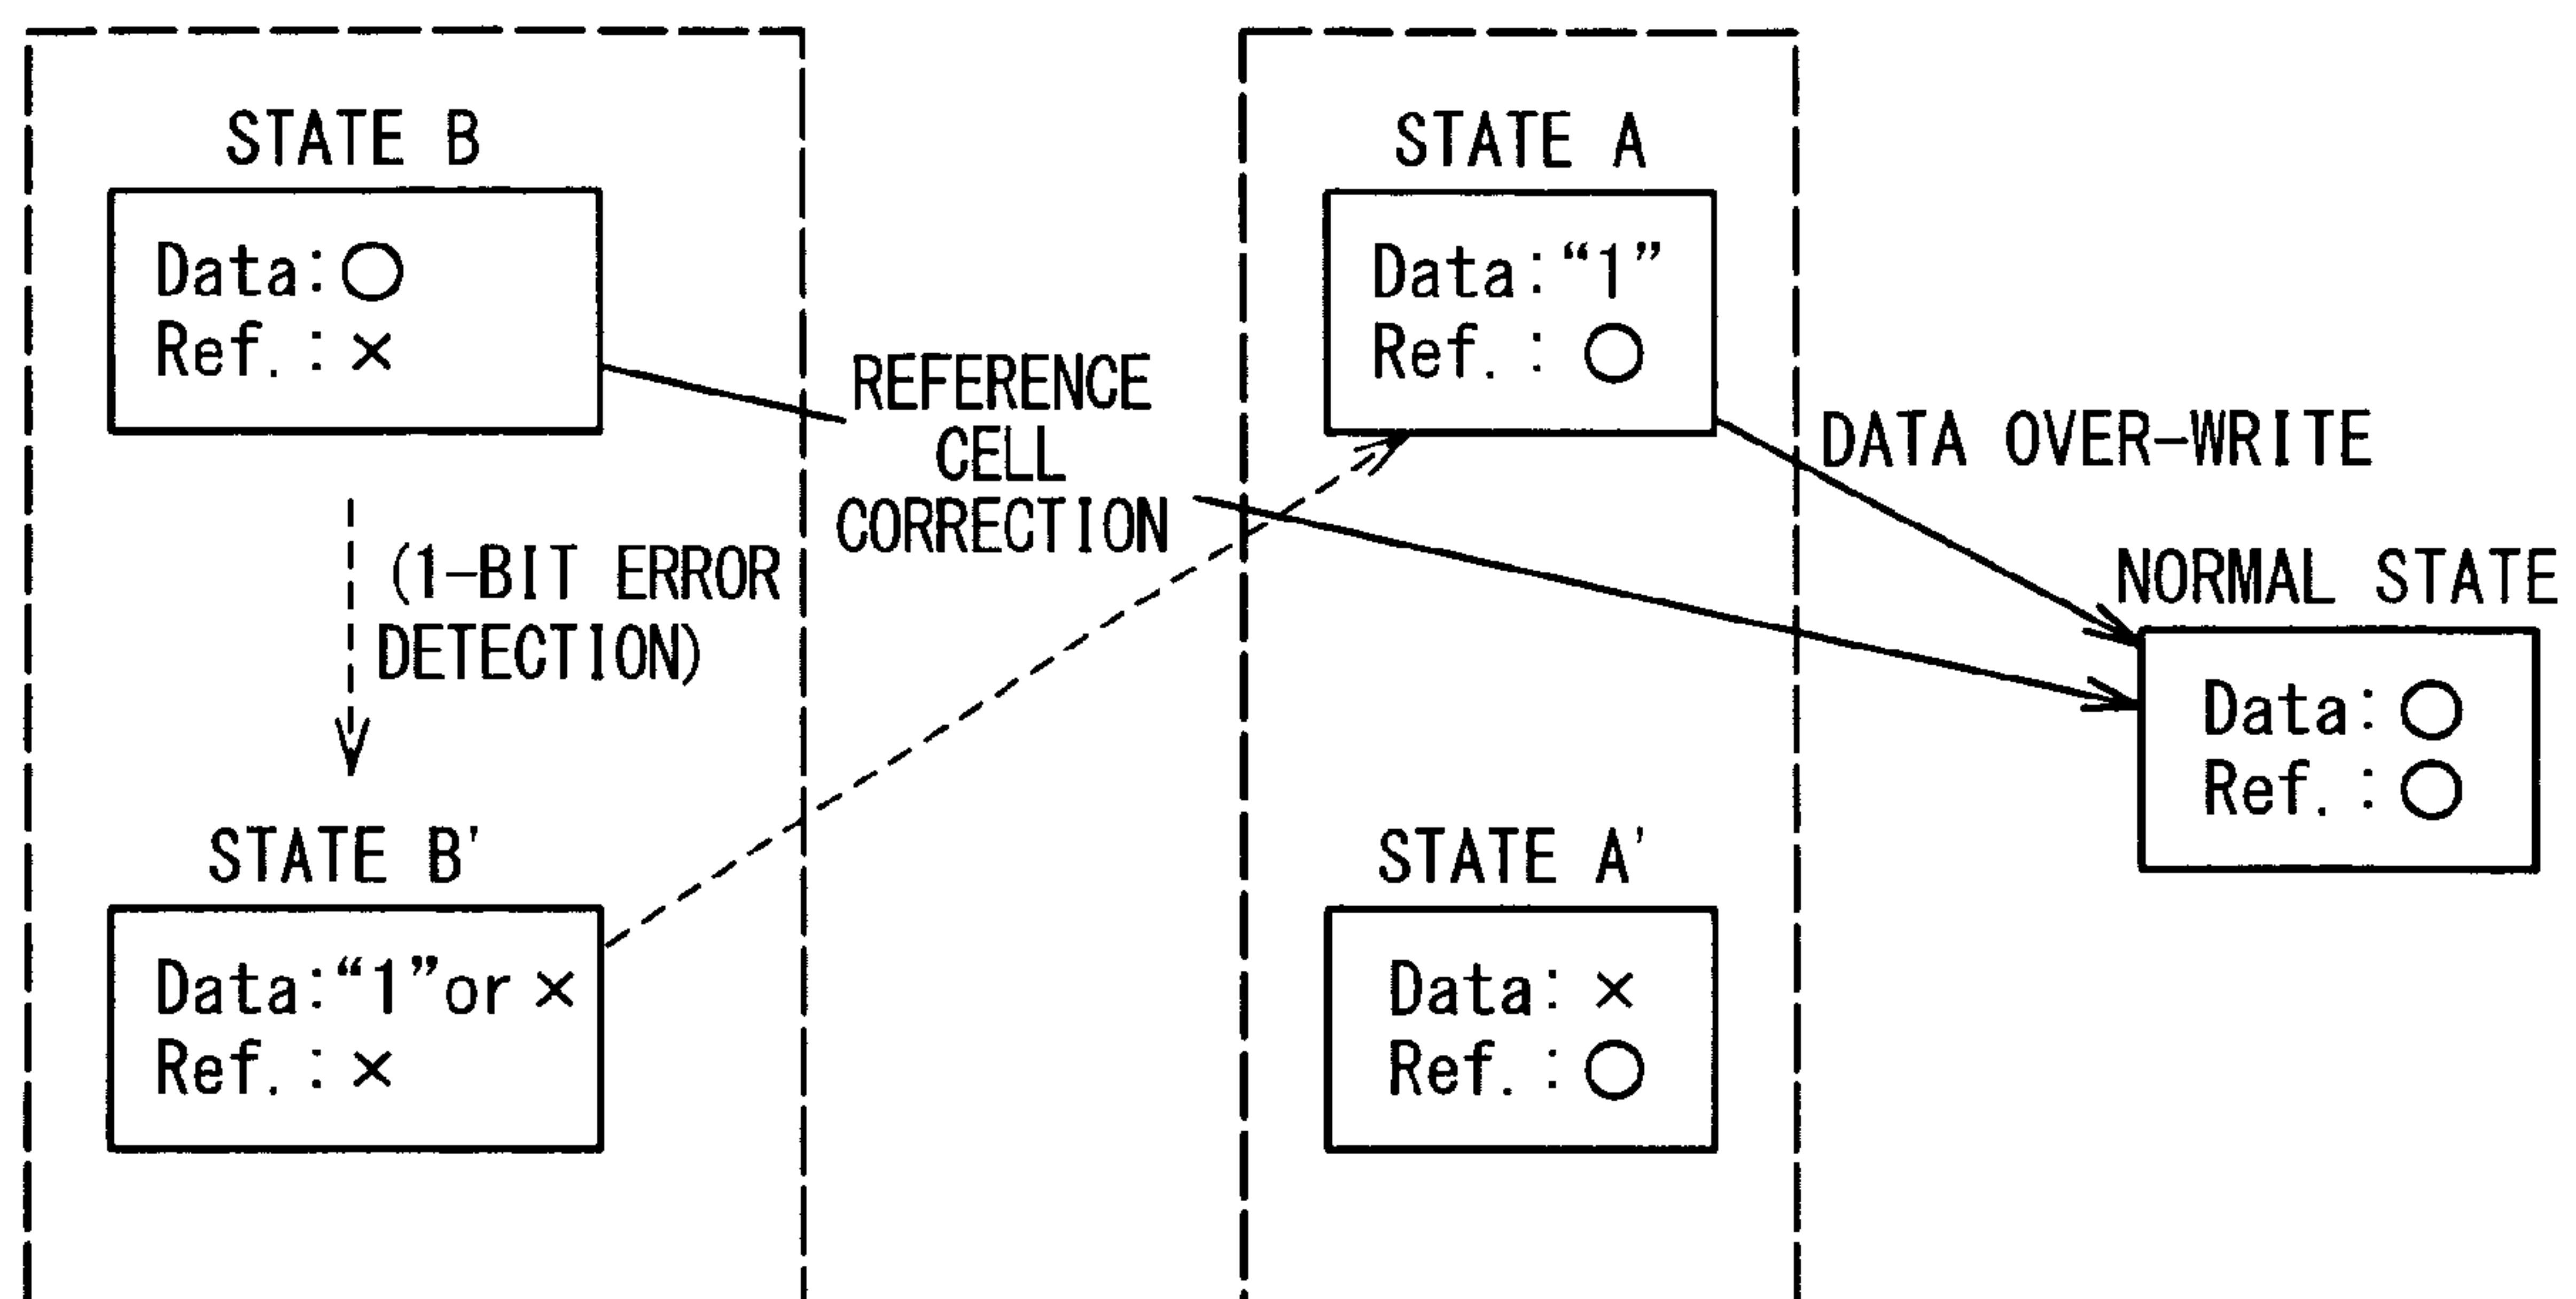 STATE B
Data:○
Ref.:×
(1-BIT ERROR
DETECTION)
STATE B'
Data:“1”or ×
Ref.:×
REFERENCE
CELL
CORRECTION
STATE A
Data:“1”
Ref.:○
STATE A'
Data:×
Ref.:○
DATA OVER-WRITE
NORMAL STATE
Data:○
Ref.:○